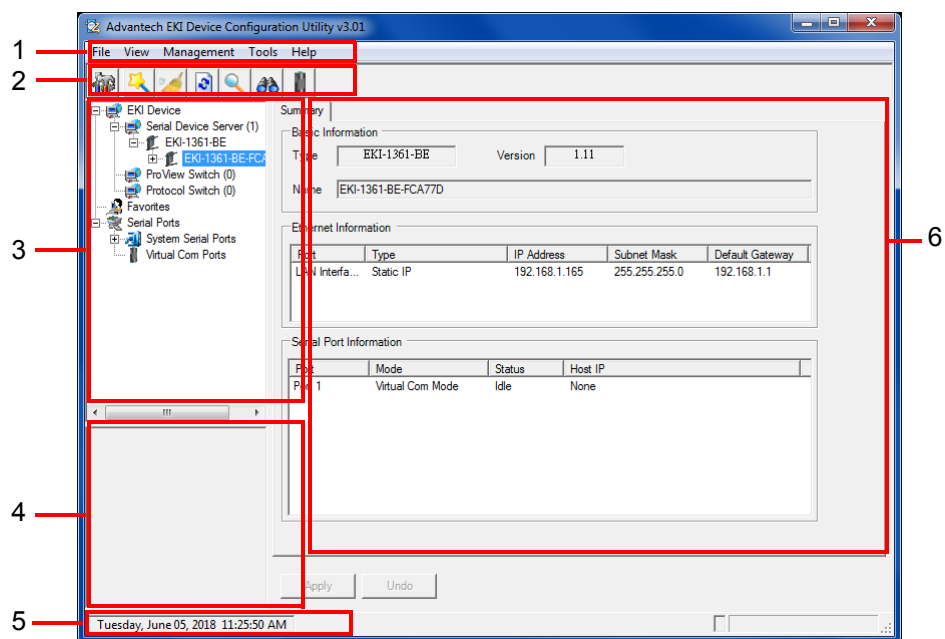 Advantech EKI Device Configuration Utility v3.01
1
File View Management Tools Help
2
3
EKI Device
Serial Device Server (1)
EKI-1361-BE
EKI-1361-BE-FCA
ProView Switch (0)
Protocol Switch (0)
Favorites
Serial Ports
System Serial Ports
Virtual Com Ports
4
5
Tuesday, June 05, 2018 11:25:50 AM
6
Summary
Basic Information
Type EKI-1361-BE Version 1.11
Name EKI-1361-BE-FCA77D
Ethernet Information
Port Type IP Address Subnet Mask Default Gateway
LAN Interfa... Static IP 192.168.1.165 255.255.255.0 192.168.1.1
Serial Port Information
Port Mode Status Host IP
Port 1 Virtual Com Mode Idle None
Apply Undo